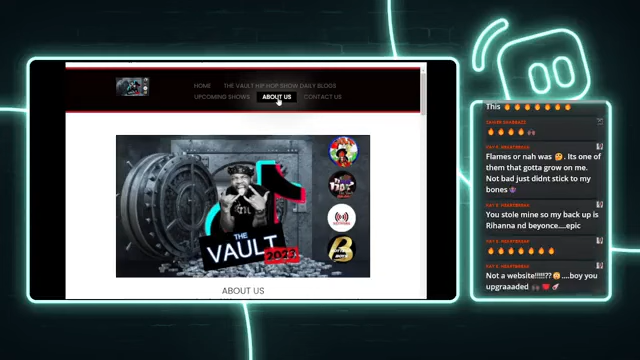 HOME THE VAULT HIP HOP SHOW DAILY BLOGS
UPCOMING SHOWS ABOUT US CONTACT US
THE
VAULT
2023
ABOUT US
This 🔥🔥🔥🔥🔥🔥🔥
🔥🔥🔥🔥🙌🏾
Flames or nah was 🤔. Its one of
them that gotta grow on me.
Not bad just didnt stick to my
bones
You stole mine so my back up is
Rihanna nd beyonce....epic
🔥🔥🔥🔥🔥🔥🔥
Not a website!!!!!?? 😳....boy you
upgraaaded